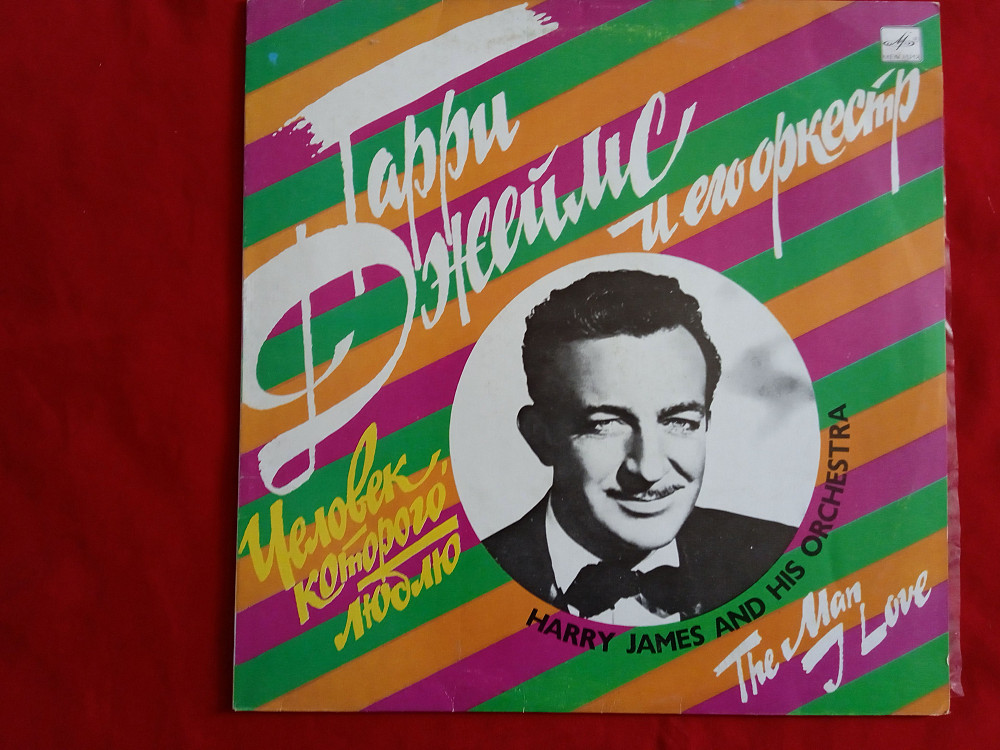 Гарри
Джеймс
и его оркестр
Человек,
которого
люблю
HARRY JAMES AND HIS ORCHESTRA
The Man
I Love